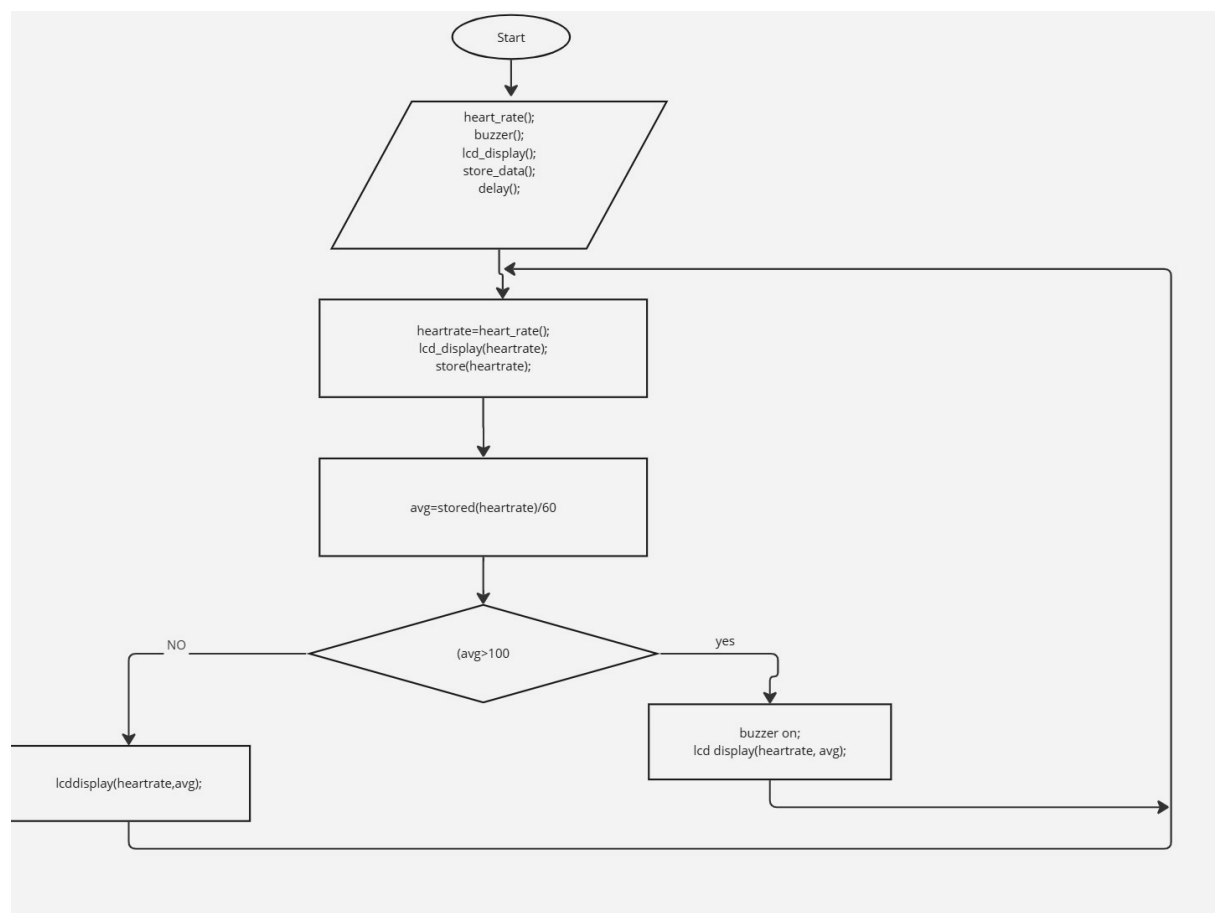 Start
heart_rate();
buzzer();
lcd_display();
store_data();
delay();
heartrate=heart_rate();
lcd_display(heartrate);
store(heartrate);
avg=stored(heartrate)/60
(avg>100
NO
yes
buzzer on;
lcd display(heartrate, avg);
lcddisplay(heartrate,avg);